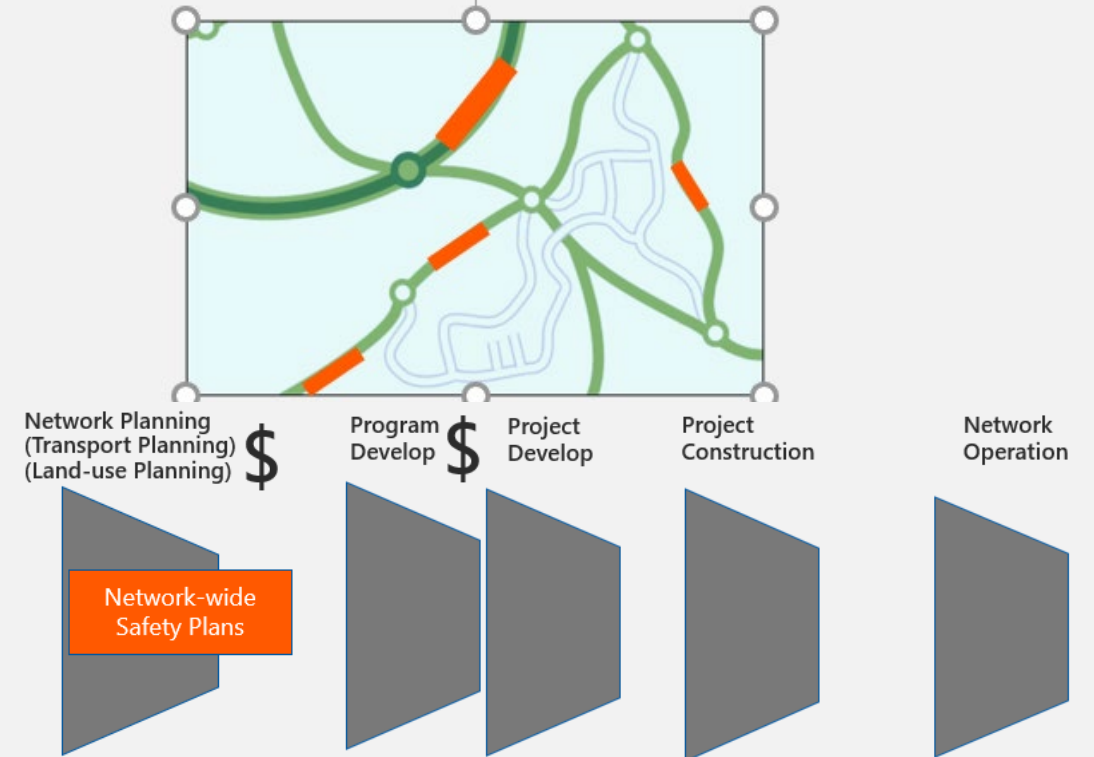 Network Planning
(Transport Planning)
(Land-use Planning)
$
Program
Develop
$
Project
Develop
Project
Construction
Network
Operation
Network-wide
Safety Plans